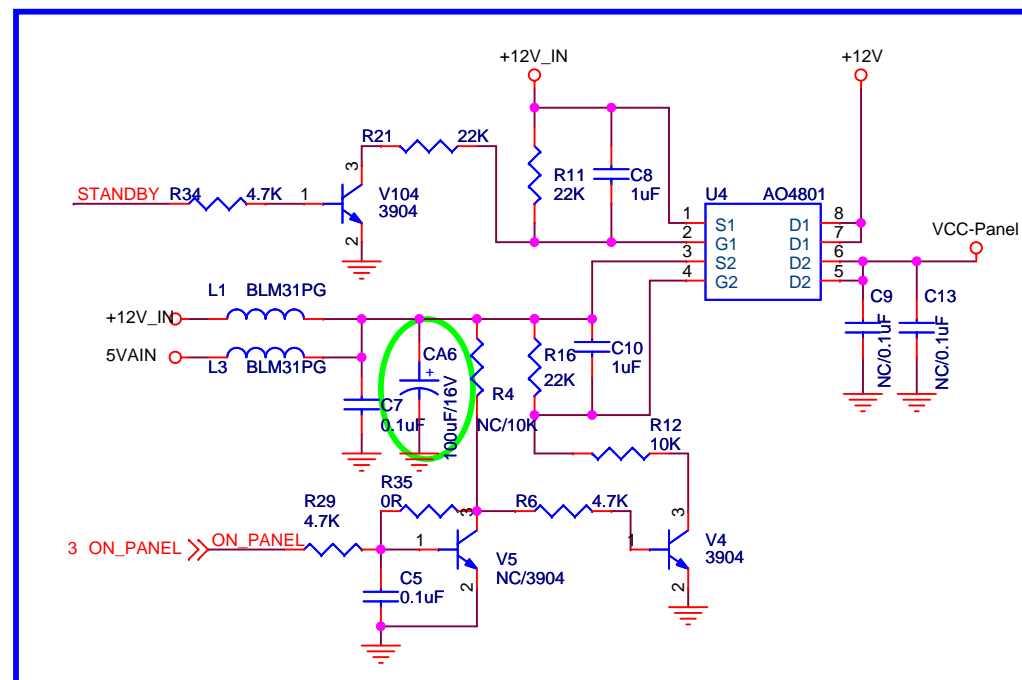 +12V_IN
+12V
R21 22K
3
STANDBY R34 4.7K 1
V104
3904
2
R11
22K
C8
1uF
U4 AO4801
1 S1 D1 8
2 G1 D1 7
3 S2 D2 6
4 G2 D2 5
VCC-Panel
C9
NC/0.1uF
C13
NC/0.1uF
L1 BLM31PG
+12V_IN
5VAIN
L3 BLM31PG
C7
0.1uF
CA6
+
100uF/16V
R4
NC/10K
R16
22K
C10
1uF
R12
10K
R35
0R
R29
4.7K
R6 4.7K
3 ON_PANEL ON_PANEL
1
3
2
V5
NC/3904
C5
0.1uF
1
3
2
V4
3904